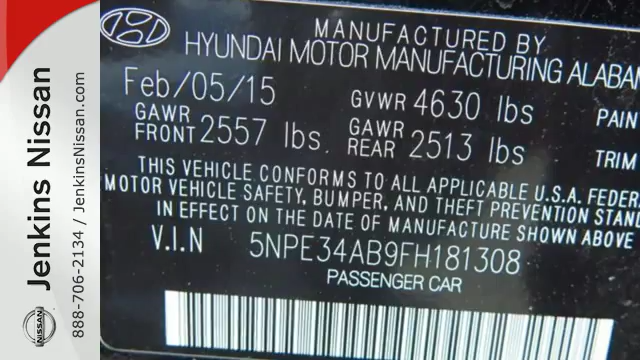 MANUFACTURED BY
HYUNDAI MOTOR MANUFACTURING ALABAM
Feb/05/15
GVWR 4630 lbs
PAIN
GAWR FRONT 2557 lbs.
GAWR REAR 2513 lbs
TRIM
THIS VEHICLE CONFORMS TO ALL APPLICABLE U.S.A. FEDER
MOTOR VEHICLE SAFETY, BUMPER, AND THEFT PREVENTION STAN
IN EFFECT ON THE DATE OF MANUFACTURE SHOWN ABOVE
V.I.N 5NPE34AB9FH181308
PASSENGER CAR
Jenkins Nissan
888-706-2134 / JenkinsNissan.com
NISSAN